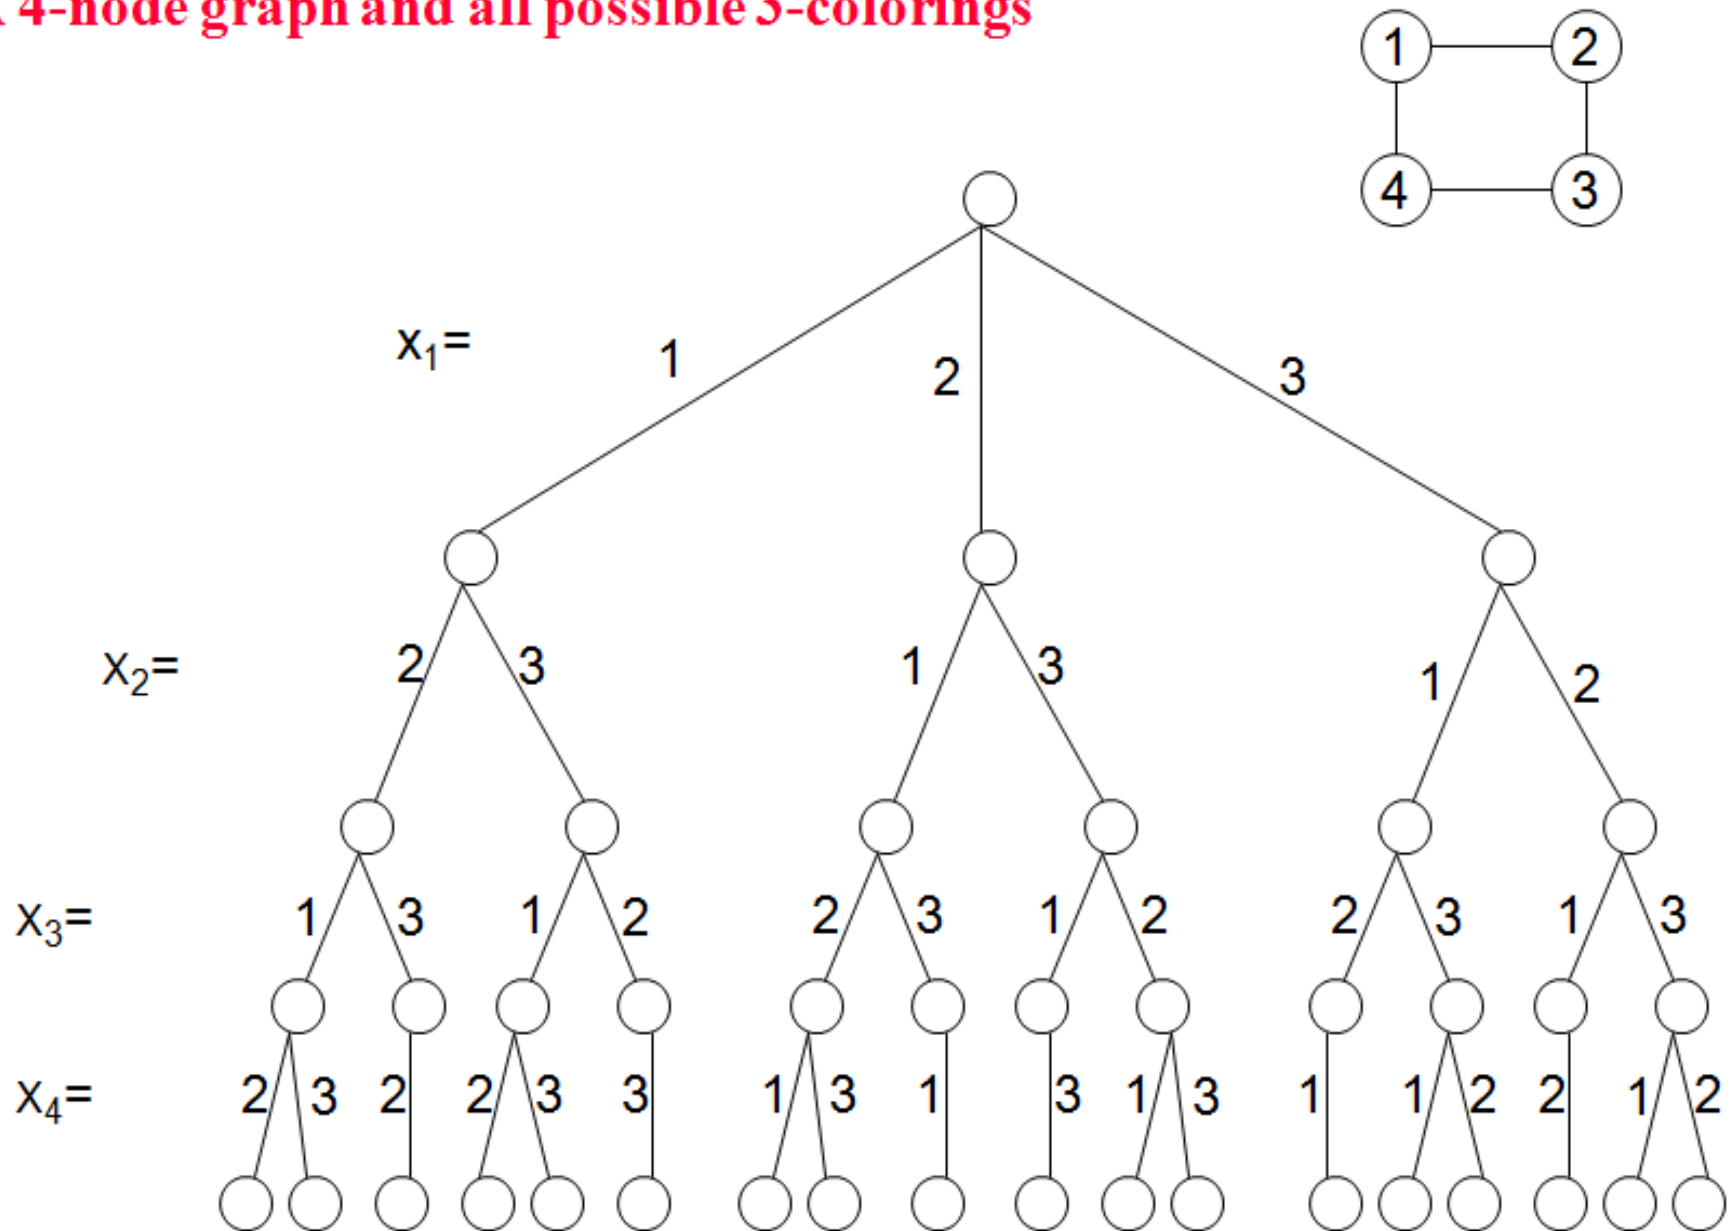 4-node graph and all possible 3-colorings
1 2
4 3
x₁= 1 2 3
X₂= 2 3 1 3 1 2
X₃= 1 3 1 2 2 3 1 2 2 3 1 3
X₄= 2 3 2 2 3 3 1 3 1 3 1 3 1 1 2 2 1 2